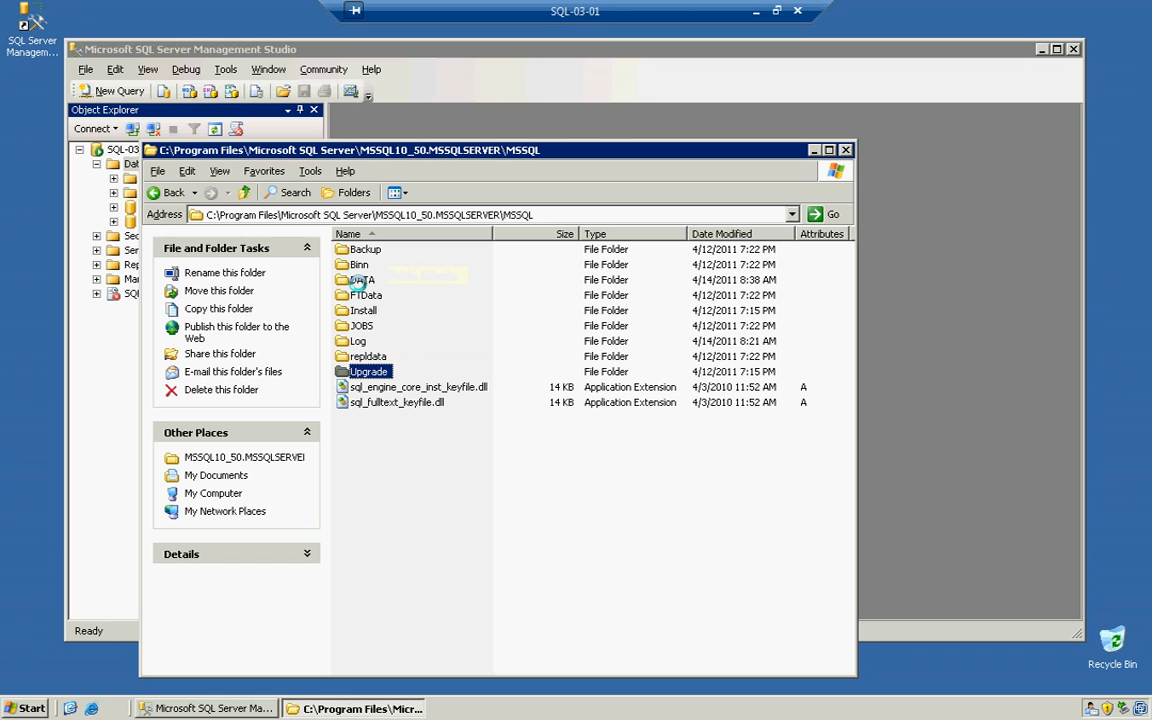 SQL-03-01
SQL Server
Managem...
Microsoft SQL Server Management Studio
File Edit View Debug Tools Window Community Help
New Query
Object Explorer
Connect
SQL-03
Dat
Sec
Ser
Rep
Mar
SQL
C:\Program Files\Microsoft SQL Server\MSSQL10_50.MSSQLSERVER\MSSQL
File Edit View Favorites Tools Help
Back Search Folders
Address C:\Program Files\Microsoft SQL Server\MSSQL10_50.MSSQLSERVER\MSSQL Go
File and Folder Tasks
Rename this folder
Move this folder
Copy this folder
Publish this folder to the
Web
Share this folder
E-mail this folder's files
Delete this folder
Other Places
MSSQL10_50.MSSQLSERVEI
My Documents
My Computer
My Network Places
Details
Name Size Type Date Modified Attributes
Backup File Folder 4/12/2011 7:22 PM
Binn File Folder 4/12/2011 7:22 PM
DATA File Folder 4/14/2011 8:38 AM
FTData File Folder 4/12/2011 7:22 PM
Install File Folder 4/12/2011 7:15 PM
JOBS File Folder 4/12/2011 7:22 PM
Log File Folder 4/14/2011 8:21 AM
repldata File Folder 4/12/2011 7:22 PM
Upgrade File Folder 4/12/2011 7:15 PM
sql_engine_core_inst_keyfile.dll 14 KB Application Extension 4/3/2010 11:52 AM A
sql_fulltext_keyfile.dll 14 KB Application Extension 4/3/2010 11:52 AM A
Ready
Recycle Bin
Start
Microsoft SQL Server Ma...
C:\Program Files\Micr...